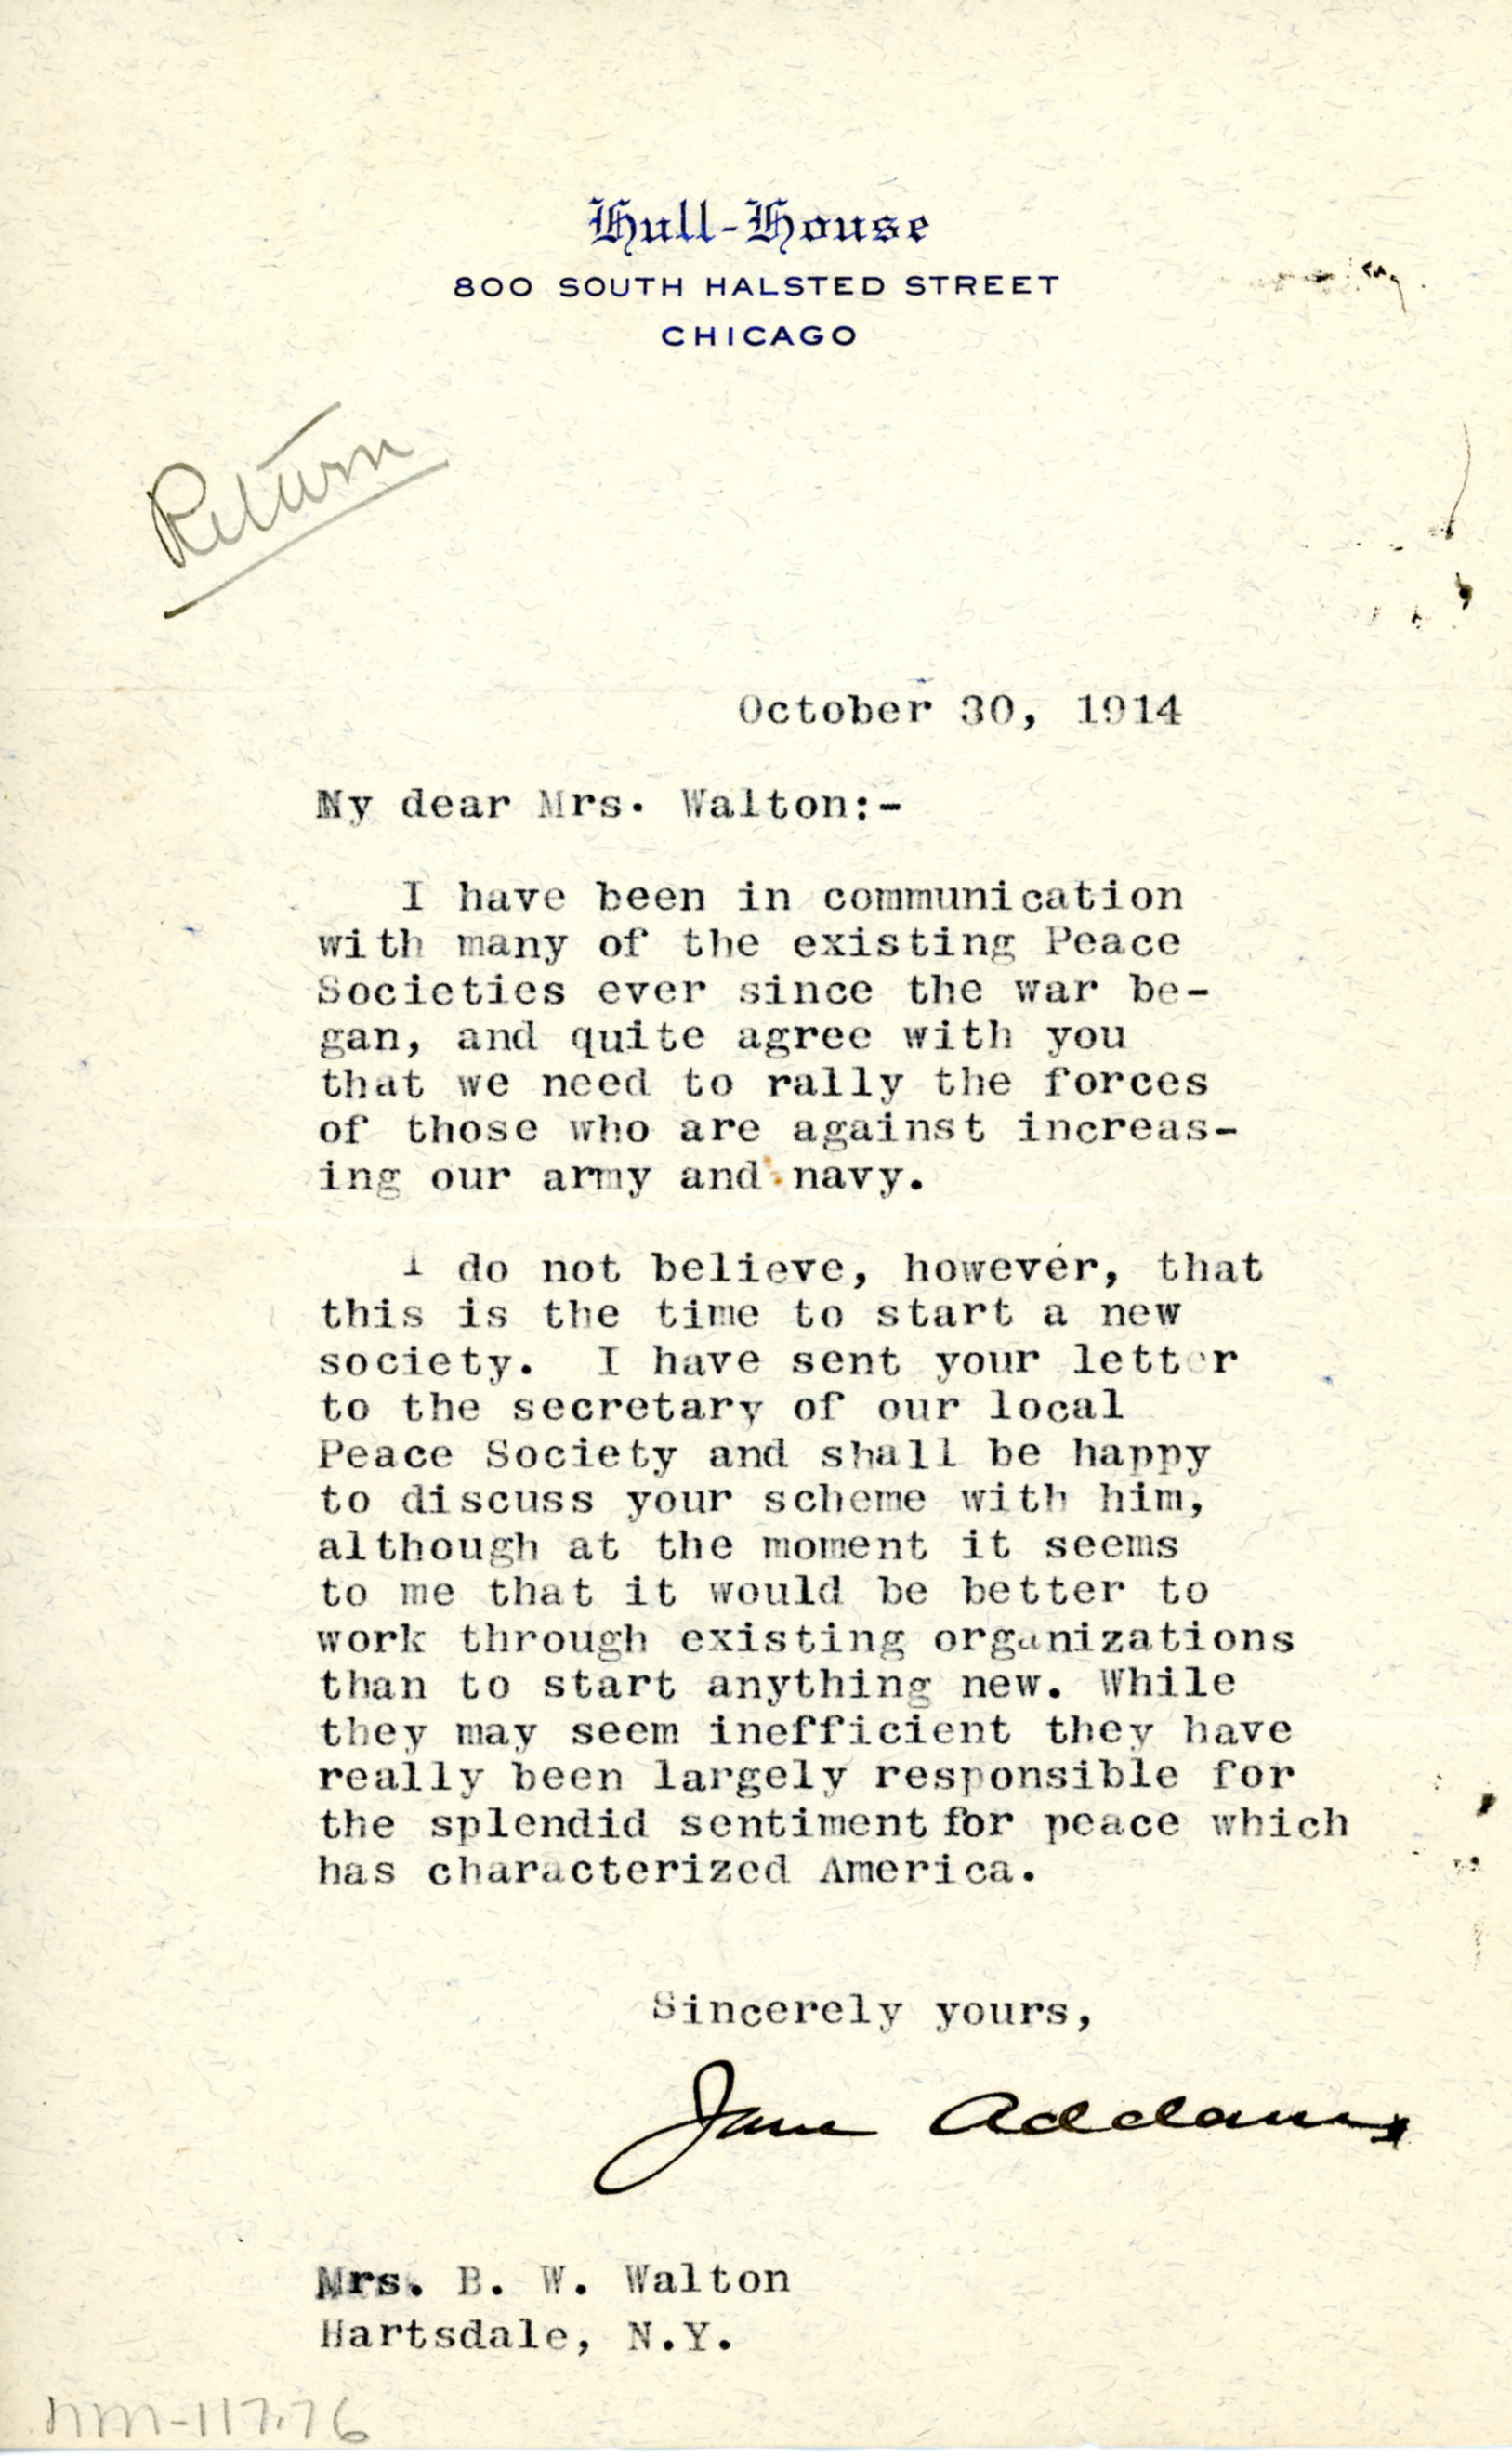 Hull-House
800 SOUTH HALSTED STREET
CHICAGO
Return
October 30, 1914
My dear Mrs. Walton:-
I have been in communication
with many of the existing Peace
Societies ever since the war be-
gan, and quite agree with you
that we need to rally the forces
of those who are against increas-
ing our army and navy.
I do not believe, however, that
this is the time to start a new
society. I have sent your letter
to the secretary of our local
Peace Society and shall be happy
to discuss your scheme with him,
although at the moment it seems
to me that it would be better to
work through existing organizations
than to start anything new. While
they may seem inefficient they have
really been largely responsible for
the splendid sentiment for peace which
has characterized America.
Sincerely yours,
Jane Addams
Mrs. B. W. Walton
Hartsdale, N.Y.
nm-117.76